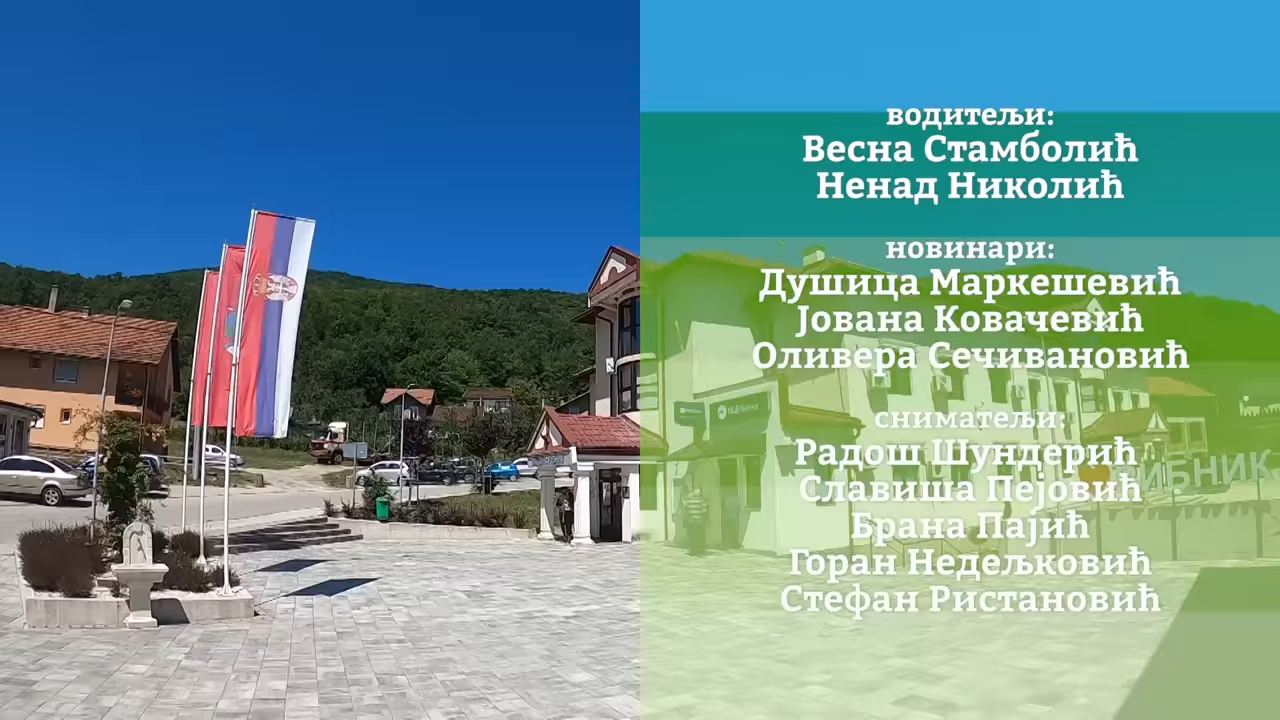 водитељи:
Весна Стамболић
Ненад Николић
новинари:
Душица Маркешевић
Јована Ковачевић
Оливера Сечивановић
сниматељи:
Радош Шундерић
Славиша Пејовић
Брана Пајић
Горан Недељковић
Стефан Ристановић